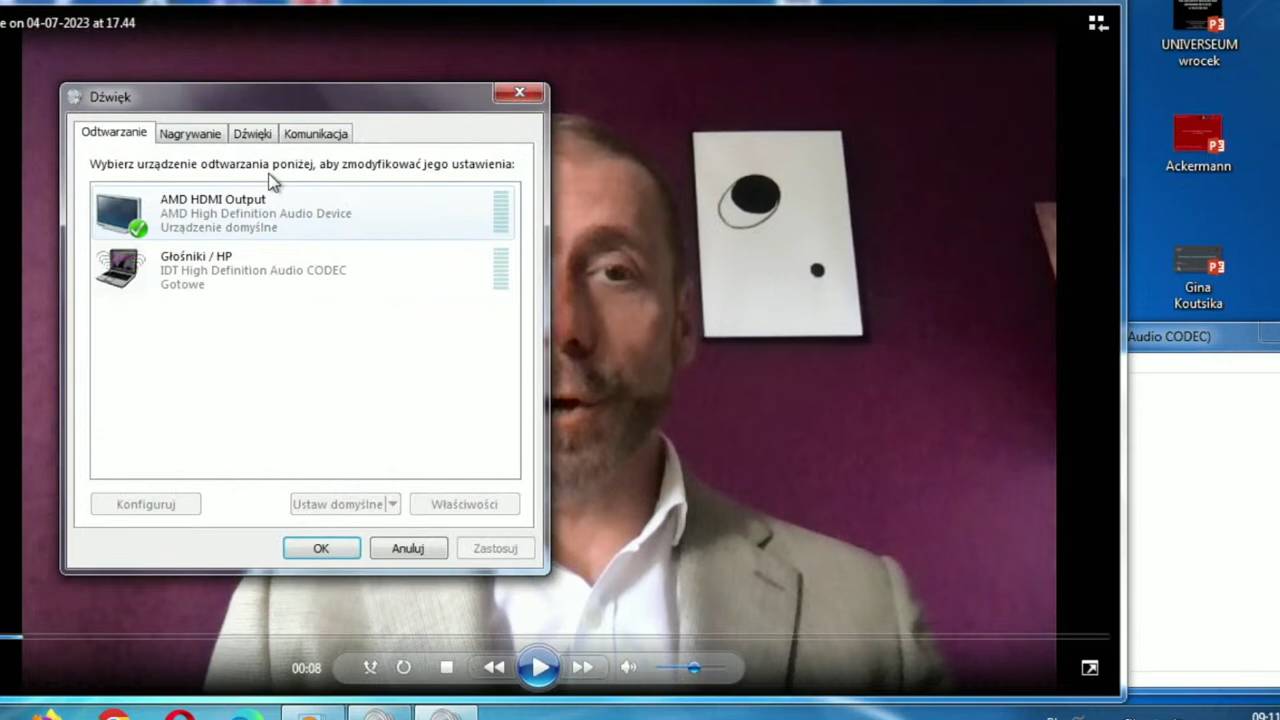 e on 04-07-2023 at 17.44
UNIVERSEUM
wrocek
Ackermann
Gina
Koutsika
Audio CODEC)
Dźwięk
Odtwarzanie
Nagrywanie
Dźwięki
Komunikacja
Wybierz urządzenie odtwarzania poniżej, aby zmodyfikować jego ustawienia:
AMD HDMI Output
AMD High Definition Audio Device
Urządzenie domyślne
Głośniki / HP
IDT High Definition Audio CODEC
Gotowe
Konfiguruj
Ustaw domyślne
Właściwości
OK
Anuluj
Zastosuj
00:08
09:11